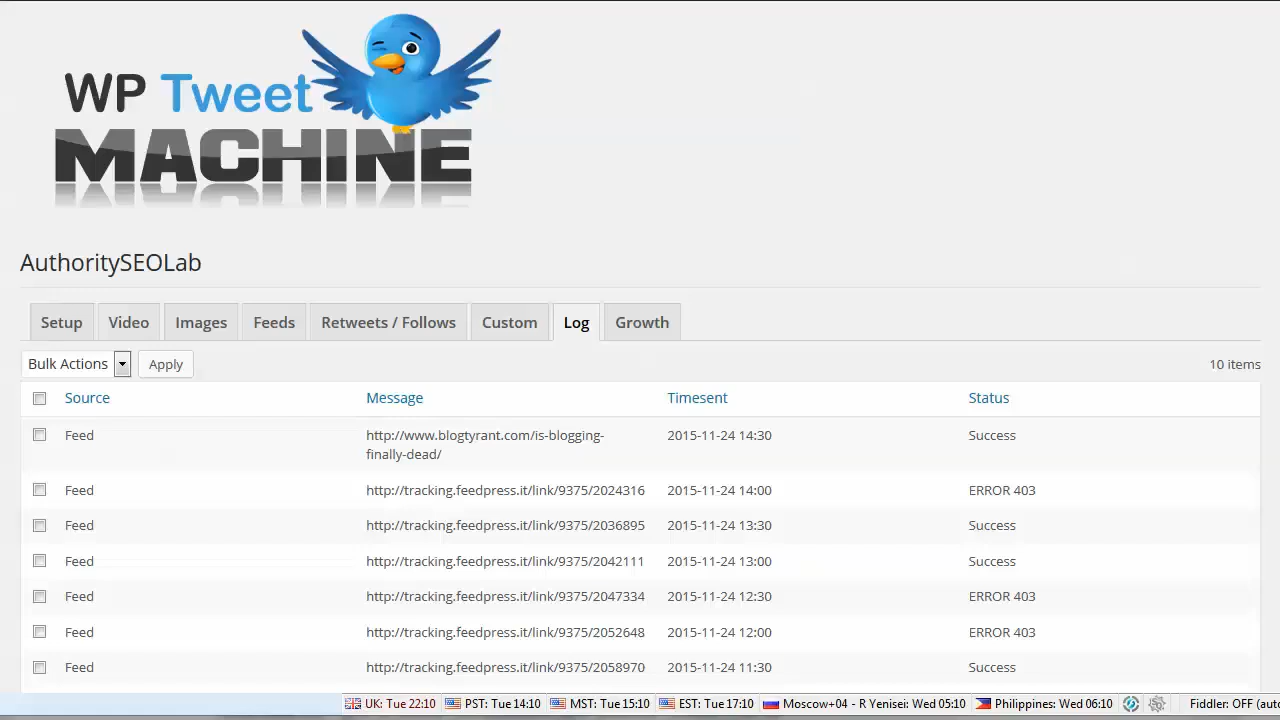 WP Tweet
MACHINE
AuthoritySEOLab
Setup Video Images Feeds Retweets / Follows Custom Log Growth
Bulk Actions Apply 10 items
Source Message Timesent Status
Feed http://www.blogtyrant.com/is-blogging- 2015-11-24 14:30 Success
finally-dead/
Feed http://tracking.feedpress.it/link/9375/2024316 2015-11-24 14:00 ERROR 403
Feed http://tracking.feedpress.it/link/9375/2036895 2015-11-24 13:30 Success
Feed http://tracking.feedpress.it/link/9375/2042111 2015-11-24 13:00 Success
Feed http://tracking.feedpress.it/link/9375/2047334 2015-11-24 12:30 ERROR 403
Feed http://tracking.feedpress.it/link/9375/2052648 2015-11-24 12:00 ERROR 403
Feed http://tracking.feedpress.it/link/9375/2058970 2015-11-24 11:30 Success
UK: Tue 22:10 PST: Tue 14:10 MST: Tue 15:10 EST: Tue 17:10 Moscow+04 - R Yenisei: Wed 05:10 Philippines: Wed 06:10 Fiddler: OFF (aut